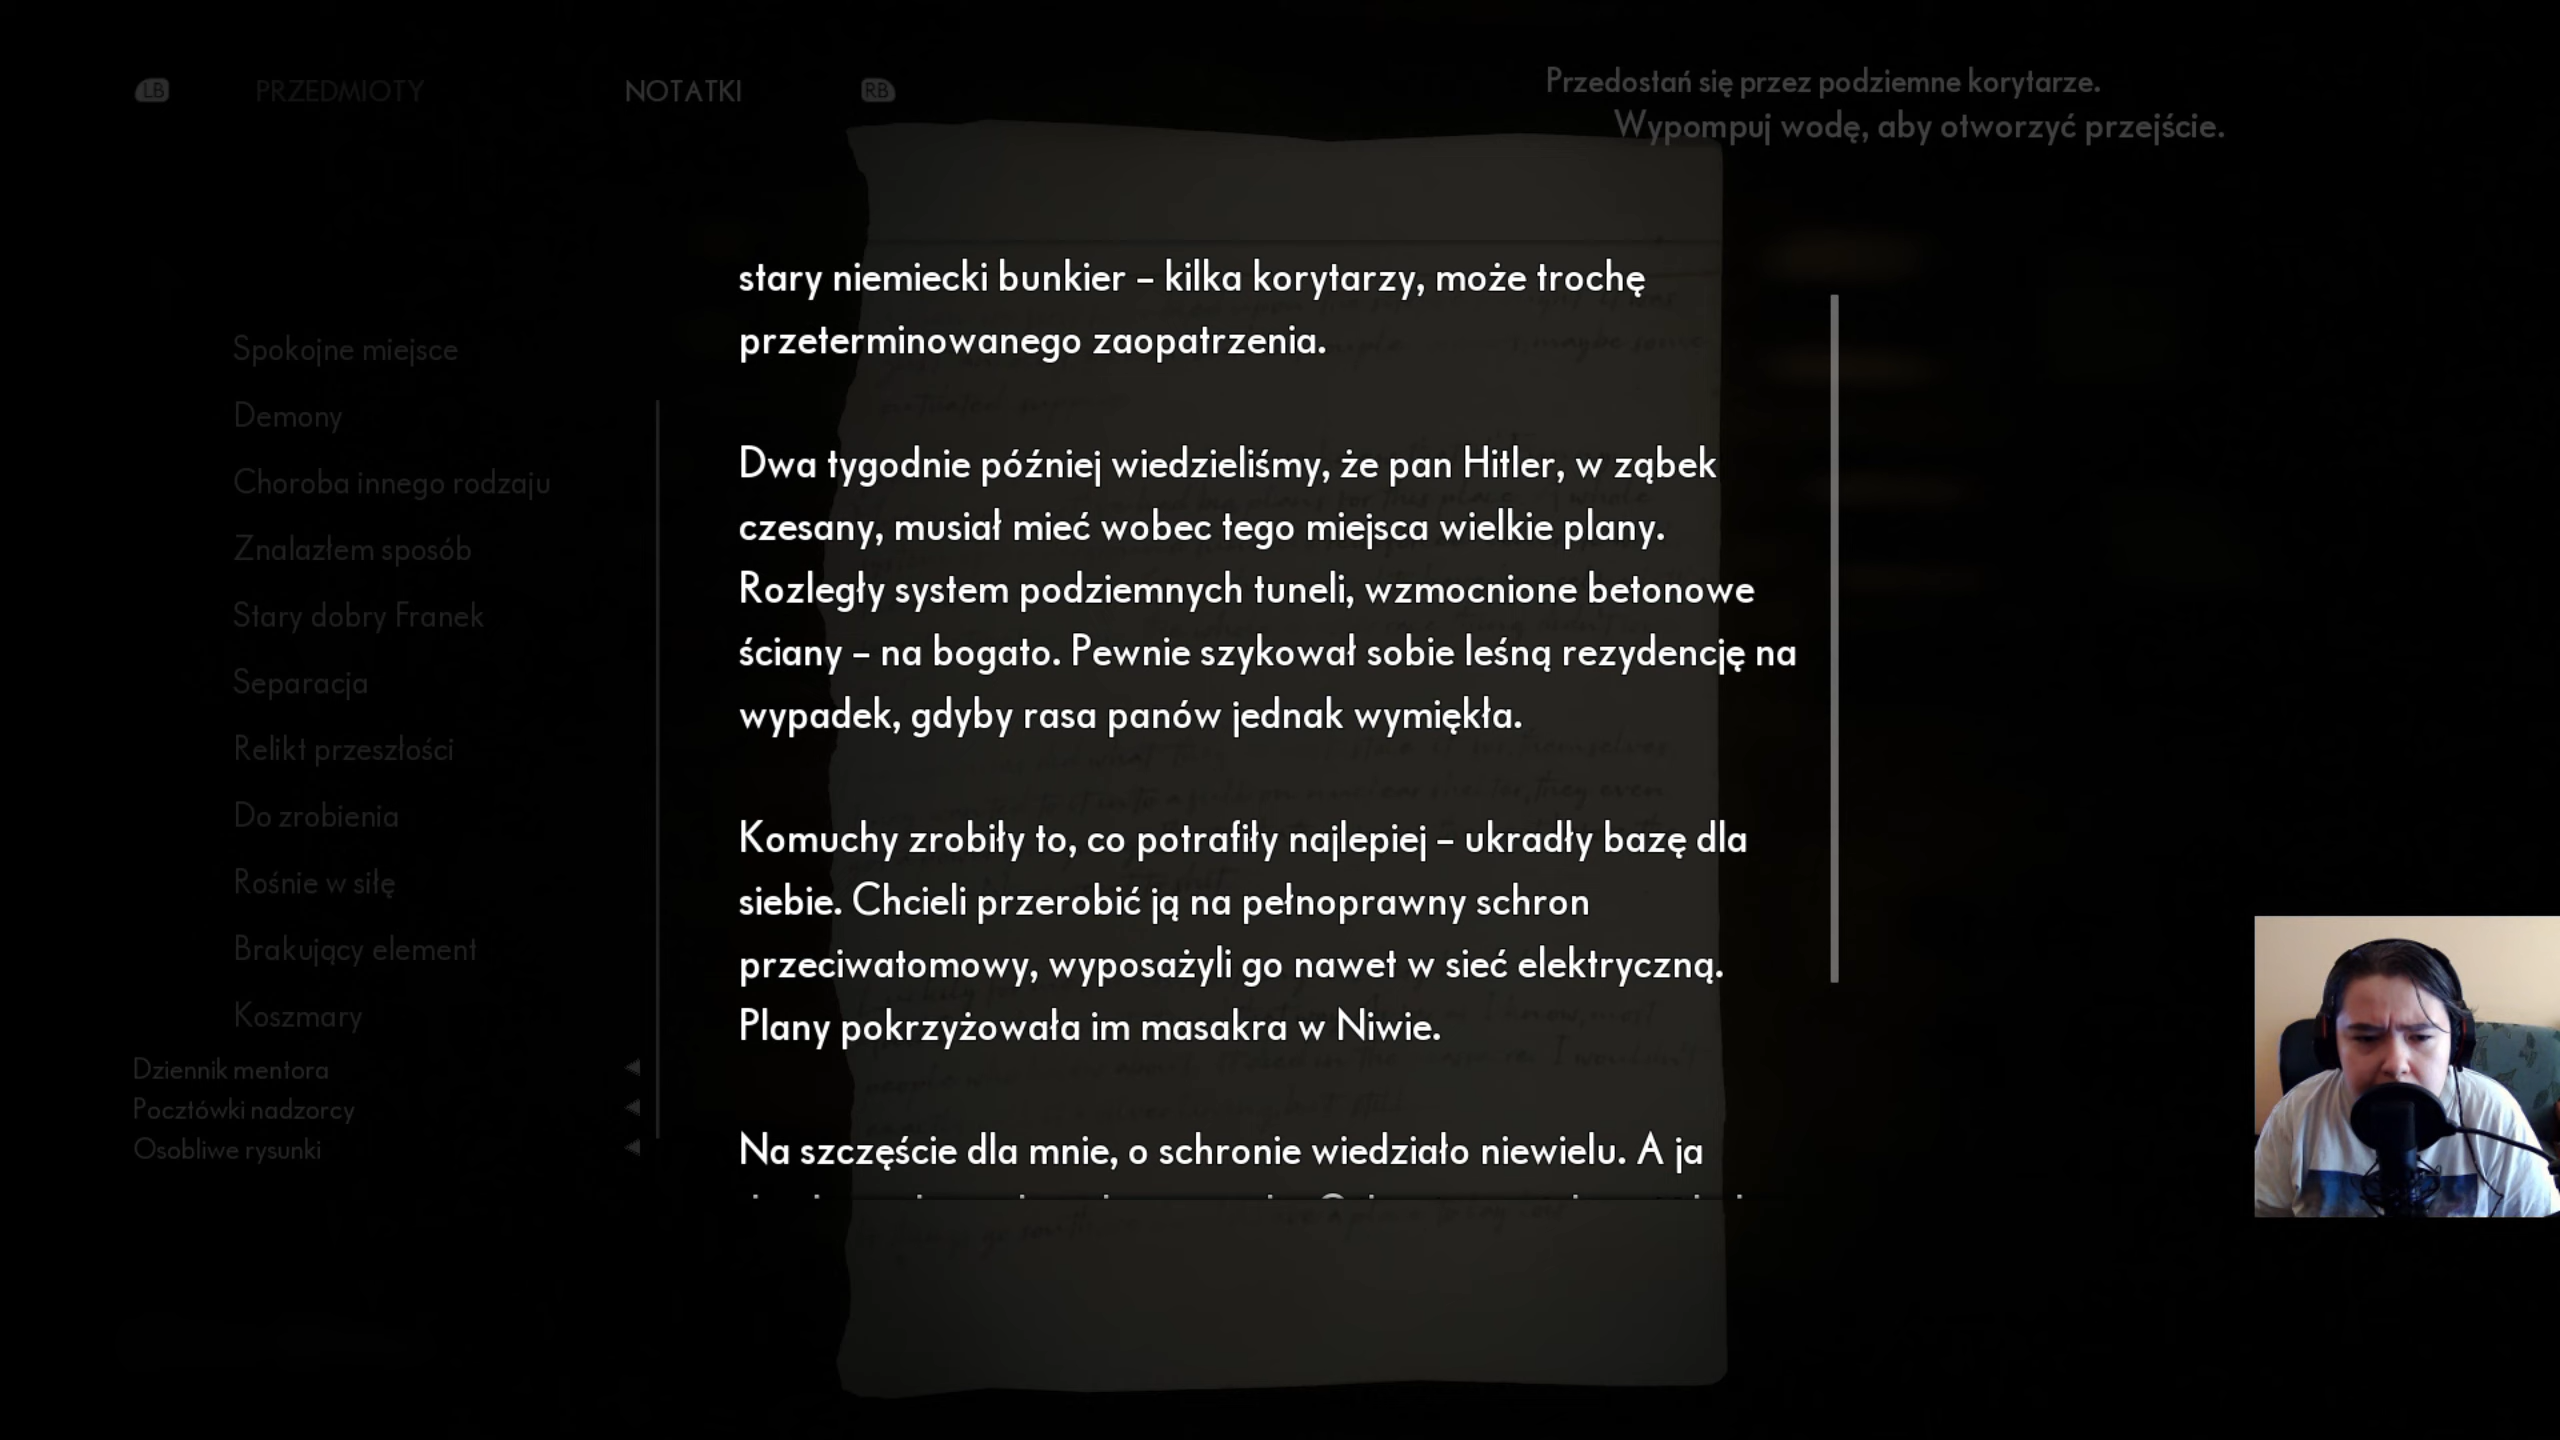 LB PRZEDMIOTY NOTATKI RB
Przedostań się przez podziemne korytarze.
Wypompuj wodę, aby otworzyć przejście.
Spokojne miejsce
Demony
Choroba innego rodzaju
Znalazłem sposób
Stary dobry Franek
Separacja
Relikt przeszłości
Do zrobienia
Rośnie w siłę
Brakujący element
Koszmary
Dziennik mentora
Pocztówki nadzorcy
Osobliwe rysunki
stary niemiecki bunkier – kilka korytarzy, może trochę
przeterminowanego zaopatrzenia.
Dwa tygodnie później wiedzieliśmy, że pan Hitler, w ząbek
czesany, musiał mieć wobec tego miejsca wielkie plany.
Rozległy system podziemnych tuneli, wzmocnione betonowe
ściany – na bogato. Pewnie szykował sobie leśną rezydencję na
wypadek, gdyby rasa panów jednak wymiękła.
Komuchy zrobiły to, co potrafiły najlepiej – ukradły bazę dla
siebie. Chcieli przerobić ją na pełnoprawny schron
przeciwatomowy, wyposażyli go nawet w sieć elektryczną.
Plany pokrzyżowała im masakra w Niwie.
Na szczęście dla mnie, o schronie wiedziało niewielu. A ja